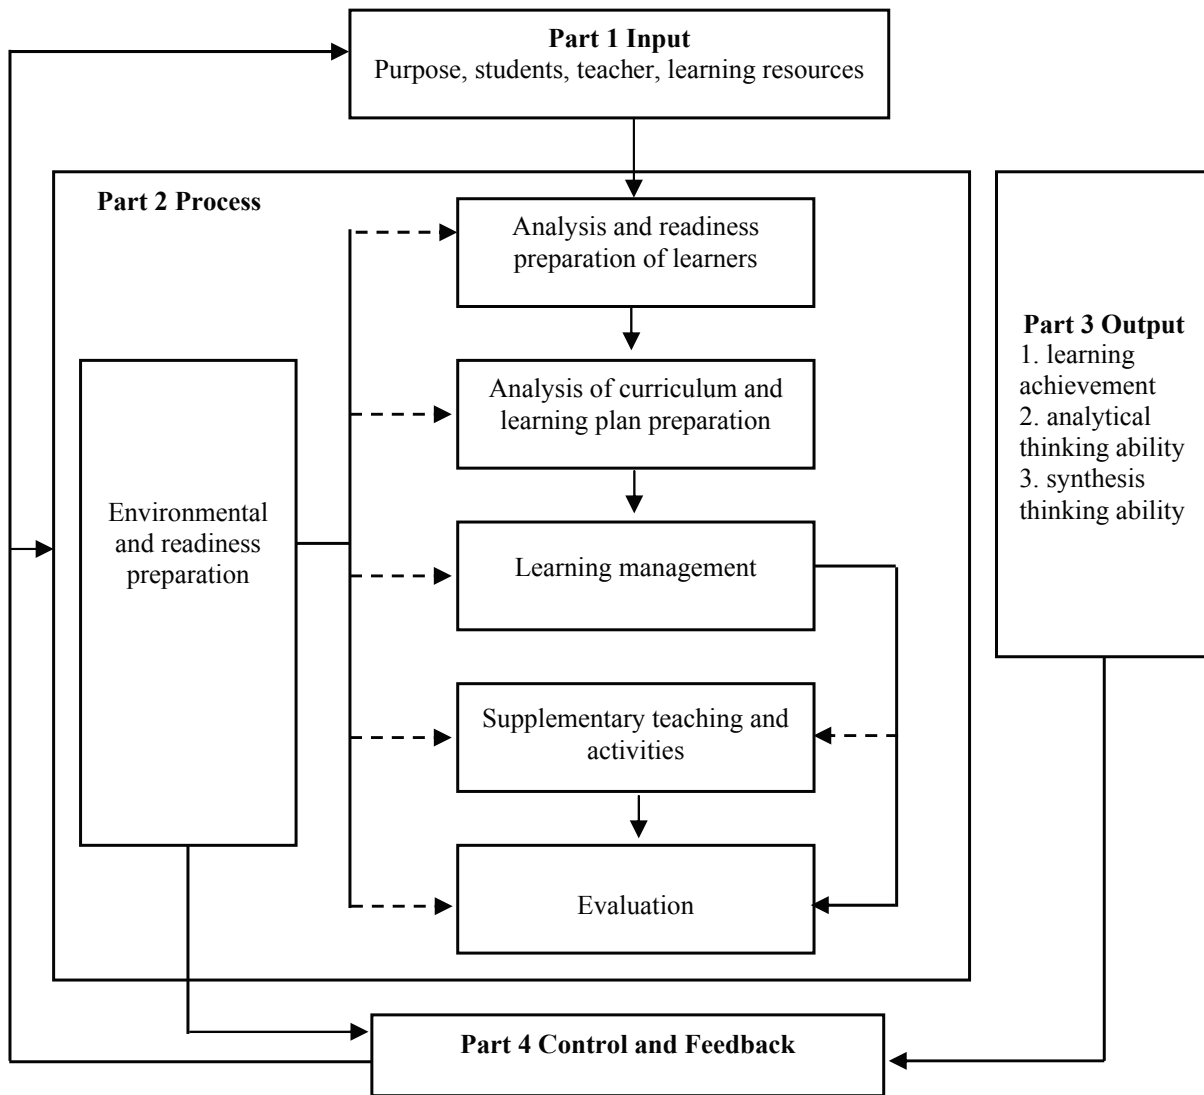 Part 1 Input
Purpose, students, teacher, learning resources
Part 2 Process
Analysis and readiness
preparation of learners
Analysis of curriculum and
learning plan preparation
Environmental
and readiness
preparation
Learning management
Supplementary teaching and
activities
Evaluation
Part 3 Output
1. learning
achievement
2. analytical
thinking ability
3. synthesis
thinking ability
Part 4 Control and Feedback